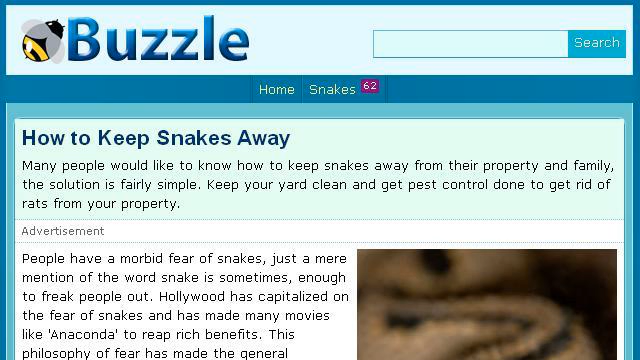 Buzzle
Search
Home Snakes 62
How to Keep Snakes Away
Many people would like to know how to keep snakes away from their property and family,
the solution is fairly simple. Keep your yard clean and get pest control done to get rid of
rats from your property.
Advertisement
People have a morbid fear of snakes, just a mere
mention of the word snake is sometimes, enough
to freak people out. Hollywood has capitalized on
the fear of snakes and has made many movies
like 'Anaconda' to reap rich benefits. This
philosophy of fear has made the general